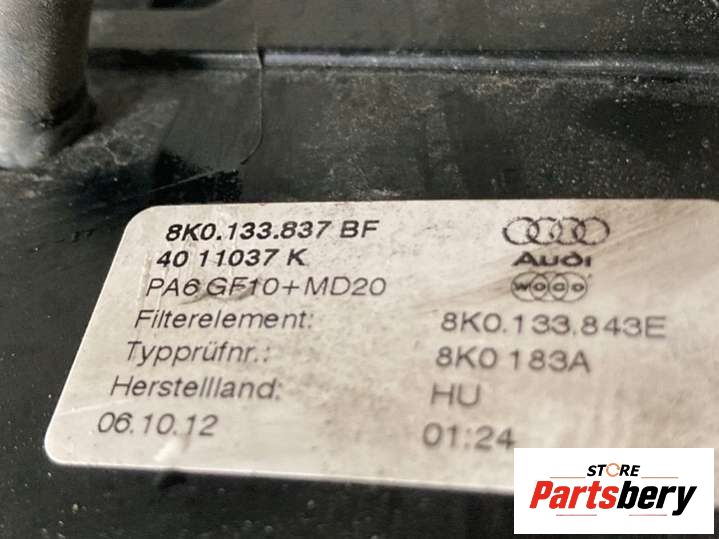 8K0.133.837 BF
40 11037 K
PA6 GF10+MD20
Audi
WOCO
Filterelement: 8K0.133.843E
Typprüfnr.: 8K0 183A
Herstellland: HU
06.10.12 01:24
STORE
Partsbery